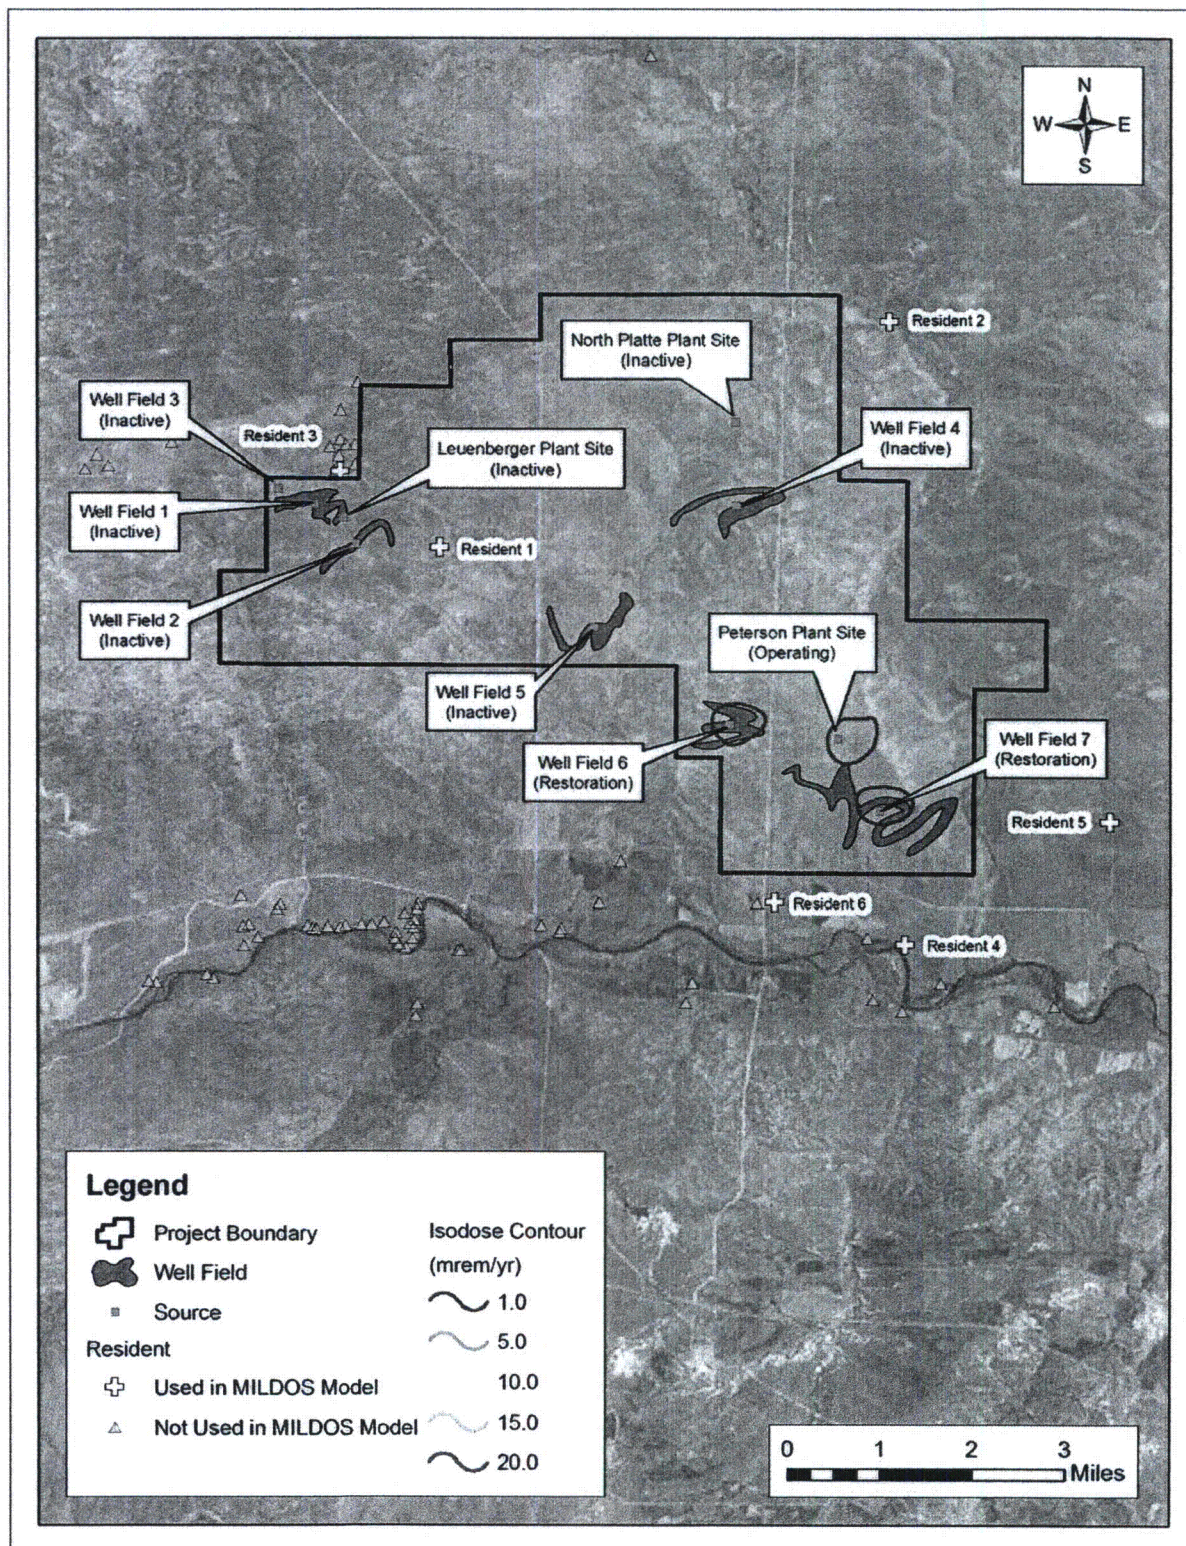 N
W E
S
Resident 2
North Platte Plant Site
(Inactive)
Well Field 3
(Inactive)
Resident 3
Leuenberger Plant Site
(Inactive)
Well Field 4
(Inactive)
Well Field 1
(Inactive)
Resident 1
Well Field 2
(Inactive)
Peterson Plant Site
(Operating)
Well Field 5
(Inactive)
Well Field 6
(Restoration)
Well Field 7
(Restoration)
Resident 5
Resident 6
Resident 4
Legend
Project Boundary
Well Field
Source
Resident
Used in MILDOS Model
Not Used in MILDOS Model
Isodose Contour
(mrem/yr)
1.0
5.0
10.0
15.0
20.0
0 1 2 3
Miles